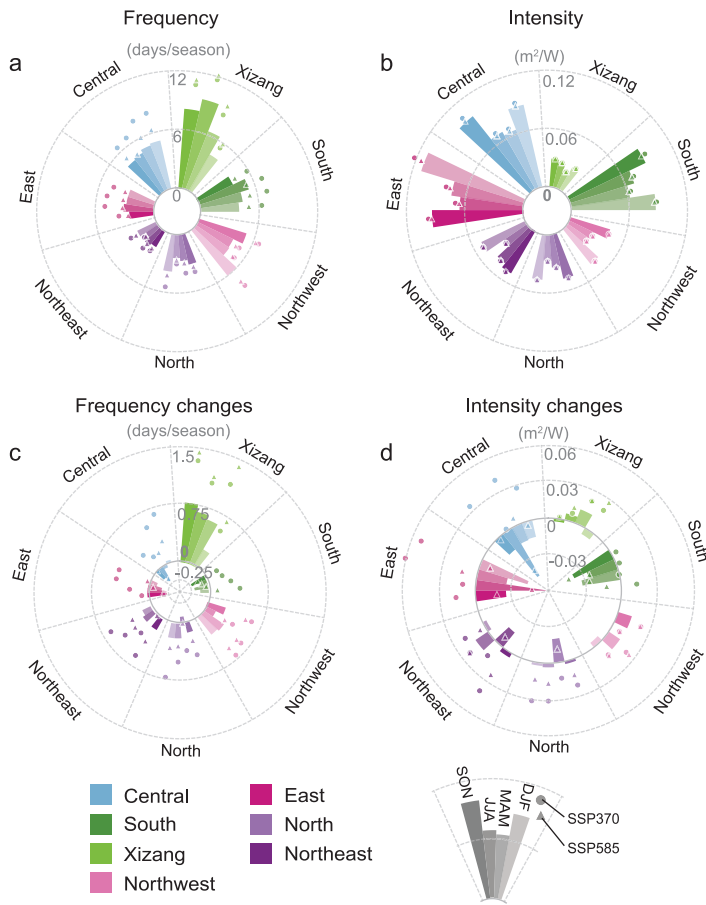 Frequency
Intensity
a
(days/season)
12
6
0
Central
Xizang
South
Northwest
North
Northeast
East
b
(m²/W)
0.12
0.06
0
Central
Xizang
South
Northwest
North
Northeast
East
Frequency changes
Intensity changes
c
(days/season)
1.5
0.75
0
-0.25
Central
Xizang
South
Northwest
North
Northeast
East
d
(m²/W)
0.06
0.03
0
-0.03
Central
Xizang
South
Northwest
North
Northeast
East
Central
South
Xizang
Northwest
East
North
Northeast
SON
JJA
MAM
DJF
SSP370
SSP585